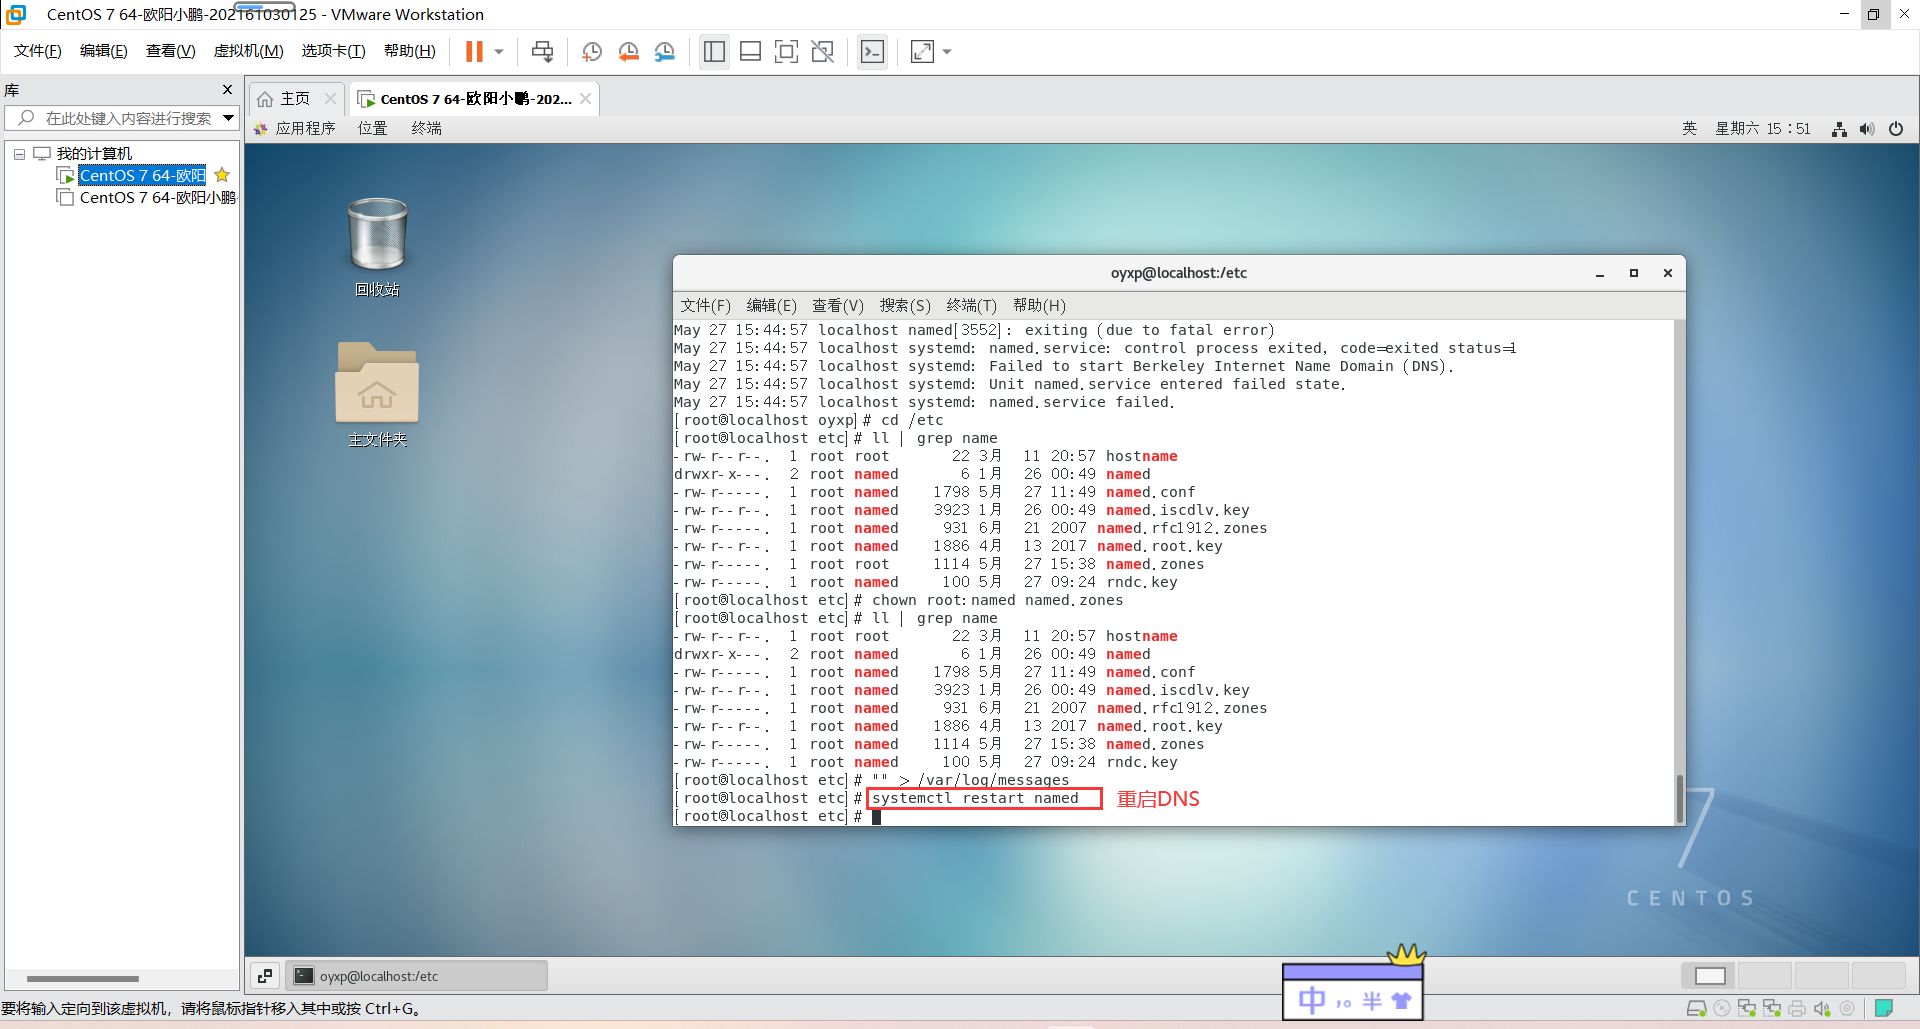 CentOS 7 64-欧阳小鹏-202161030125 - VMware Workstation
文件(F) 编辑(E) 查看(V) 虚拟机(M) 选项卡(T) 帮助(H)
库
在此处键入内容进行搜索
我的计算机
CentOS 7 64-欧阳
CentOS 7 64-欧阳小鹏-
主页
CentOS 7 64-欧阳小鹏-202...
应用程序 位置 终端
英 星期六 15:51
回收站
主文件夹
oyxp@localhost:/etc
文件(F) 编辑(E) 查看(V) 搜索(S) 终端(T) 帮助(H)
May 27 15:44:57 localhost named[3552]: exiting (due to fatal error)
May 27 15:44:57 localhost systemd: named.service: control process exited, code=exited status=1
May 27 15:44:57 localhost systemd: Failed to start Berkeley Internet Name Domain (DNS).
May 27 15:44:57 localhost systemd: Unit named.service entered failed state.
May 27 15:44:57 localhost systemd: named.service failed.
[root@localhost oyxp]# cd /etc
[root@localhost etc]# ll | grep name
-rw-r--r--. 1 root root 22 3月 11 20:57 hostname
drwxr-x---. 2 root named 6 1月 26 00:49 named
-rw-r-----. 1 root named 1798 5月 27 11:49 named.conf
-rw-r--r--. 1 root named 3923 1月 26 00:49 named.iscdlv.key
-rw-r-----. 1 root named 931 6月 21 2007 named.rfc1912.zones
-rw-r--r--. 1 root named 1886 4月 13 2017 named.root.key
-rw-r-----. 1 root root 1114 5月 27 15:38 named.zones
-rw-r-----. 1 root named 100 5月 27 09:24 rndc.key
[root@localhost etc]# chown root:named named.zones
[root@localhost etc]# ll | grep name
-rw-r--r--. 1 root root 22 3月 11 20:57 hostname
drwxr-x---. 2 root named 6 1月 26 00:49 named
-rw-r-----. 1 root named 1798 5月 27 11:49 named.conf
-rw-r--r--. 1 root named 3923 1月 26 00:49 named.iscdlv.key
-rw-r-----. 1 root named 931 6月 21 2007 named.rfc1912.zones
-rw-r--r--. 1 root named 1886 4月 13 2017 named.root.key
-rw-r-----. 1 root named 1114 5月 27 15:38 named.zones
-rw-r-----. 1 root named 100 5月 27 09:24 rndc.key
[root@localhost etc]# "" > /var/log/messages
[root@localhost etc]# systemctl restart named 重启DNS
[root@localhost etc]#
7
CENTOS
oyxp@localhost:/etc
中 ,。 半
要将输入定向到该虚拟机，请将鼠标指针移入其中或按 Ctrl+G。